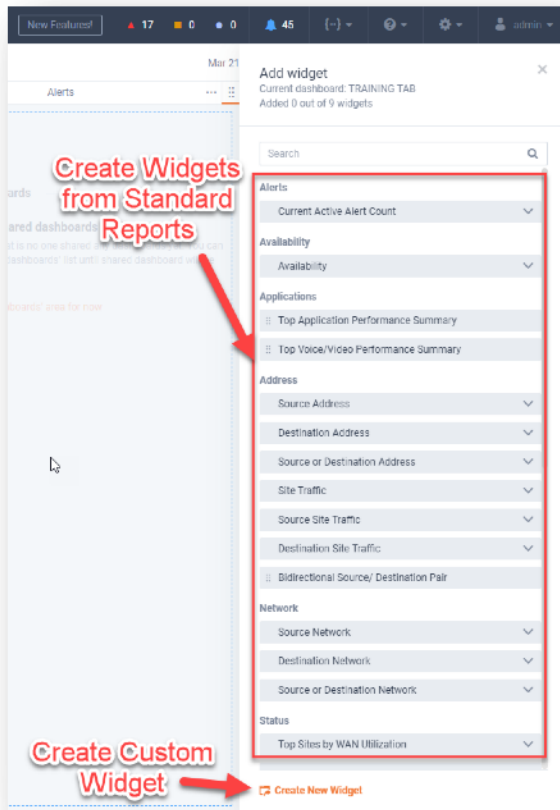 New Features!
17
0
0
45
{--}
admin
Mar 21
Alerts
Add widget
Current dashboard: TRAINING TAB
Added 0 out of 9 widgets
Search
Create Widgets
from Standard
Reports
ared dashboards
Alerts
Current Active Alert Count
Availability
Availability
Applications
Top Application Performance Summary
Top Voice/Video Performance Summary
Address
Source Address
Destination Address
Source or Destination Address
Site Traffic
Source Site Traffic
Destination Site Traffic
Bidirectional Source/ Destination Pair
Network
Source Network
Destination Network
Source or Destination Network
Status
Top Sites by WAN Utilization
Create Custom
Widget
Create New Widget